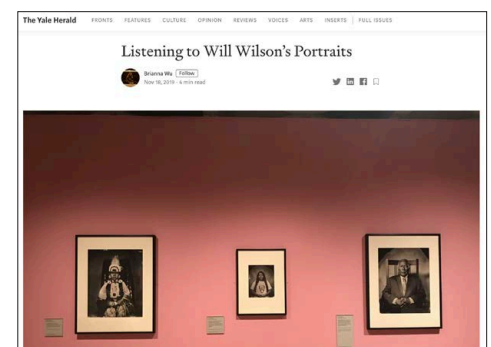 The Yale Herald FRONTS FEATURES CULTURE OPINION REVIEWS VOICES ARTS INSERTS FULL ISSUES
Listening to Will Wilson's Portraits
Brianna Wu Follow
Nov 18, 2019 · 4 min read